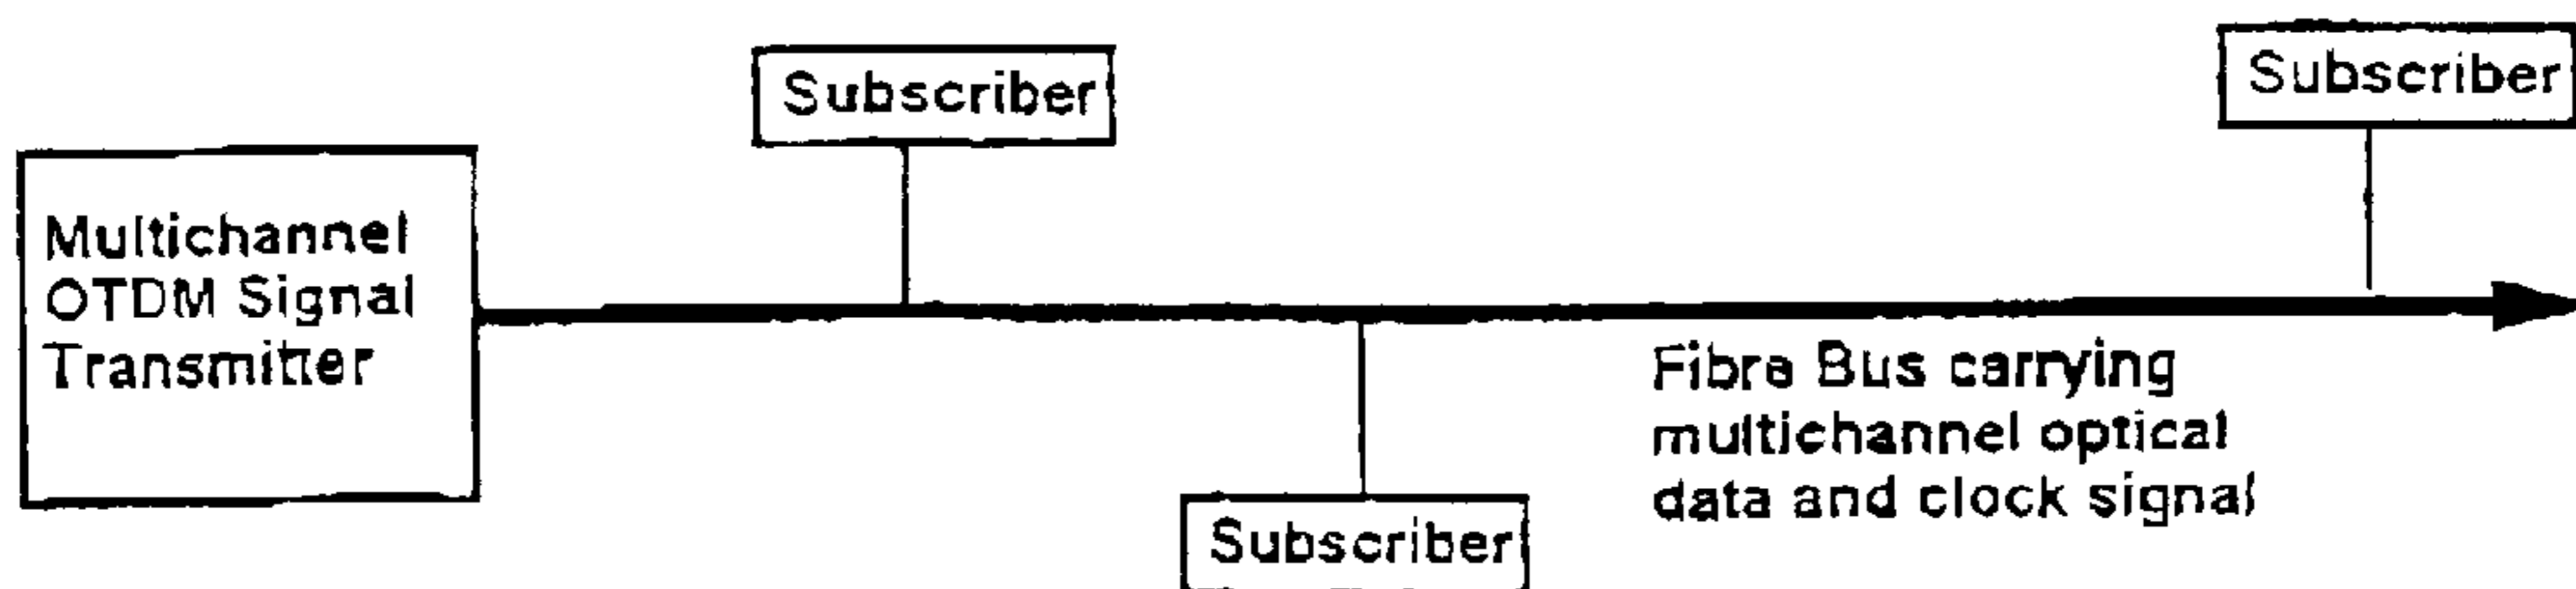 Subscriber
Subscriber
Multichannel
OTDM Signal
Transmitter
Fibre Bus carrying
multichannel optical
data and clock signal
Subscriber